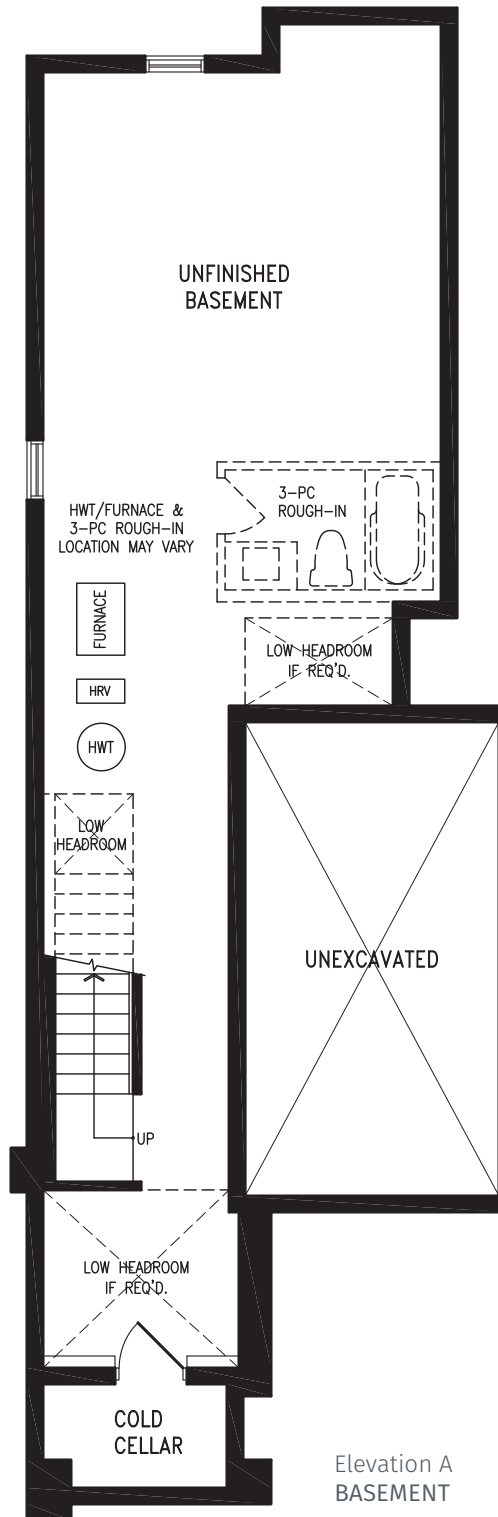 UNFINISHED
BASEMENT
3-PC
ROUGH-IN
HWT/FURNACE &
3-PC ROUGH-IN
LOCATION MAY VARY
FURNACE
LOW HEADROOM
IF REQ'D.
HRV
HWT
LOW
HEADROOM
UNEXCAVATED
UP
LOW HEADROOM
IF REQ'D.
COLD
CELLAR
Elevation A
BASEMENT